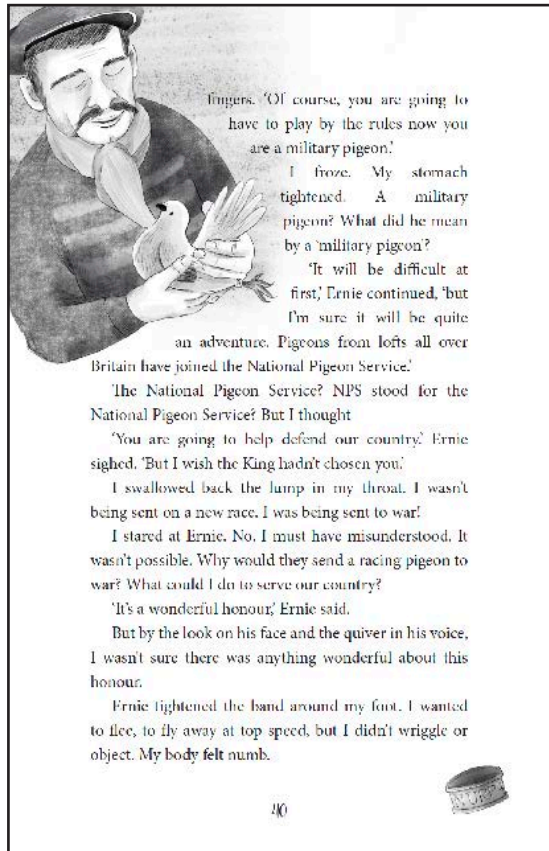 fingers. 'Of course, you are going to
have to play by the rules now you
are a military pigeon.'
I froze. My stomach
tightened. A military
pigeon? What did he mean
by a 'military pigeon'?
'It will be difficult at
first,' Ernie continued, 'but
I'm sure it will be quite
an adventure. Pigeons from lofts all over
Britain have joined the National Pigeon Service.'
The National Pigeon Service? NPS stood for the
National Pigeon Service? But I thought
'You are going to help defend our country.' Ernie
sighed. 'But I wish the King hadn't chosen you.'
I swallowed back the lump in my throat. I wasn't
being sent on a new race. I was being sent to war!
I stared at Ernie. No. I must have misunderstood. It
wasn't possible. Why would they send a racing pigeon to
war? What could I do to serve our country?
'It's a wonderful honour,' Ernie said.
But by the look on his face and the quiver in his voice,
I wasn't sure there was anything wonderful about this
honour.
Ernie tightened the band around my foot. I wanted
to flee, to fly away at top speed, but I didn't wriggle or
object. My body felt numb.
40